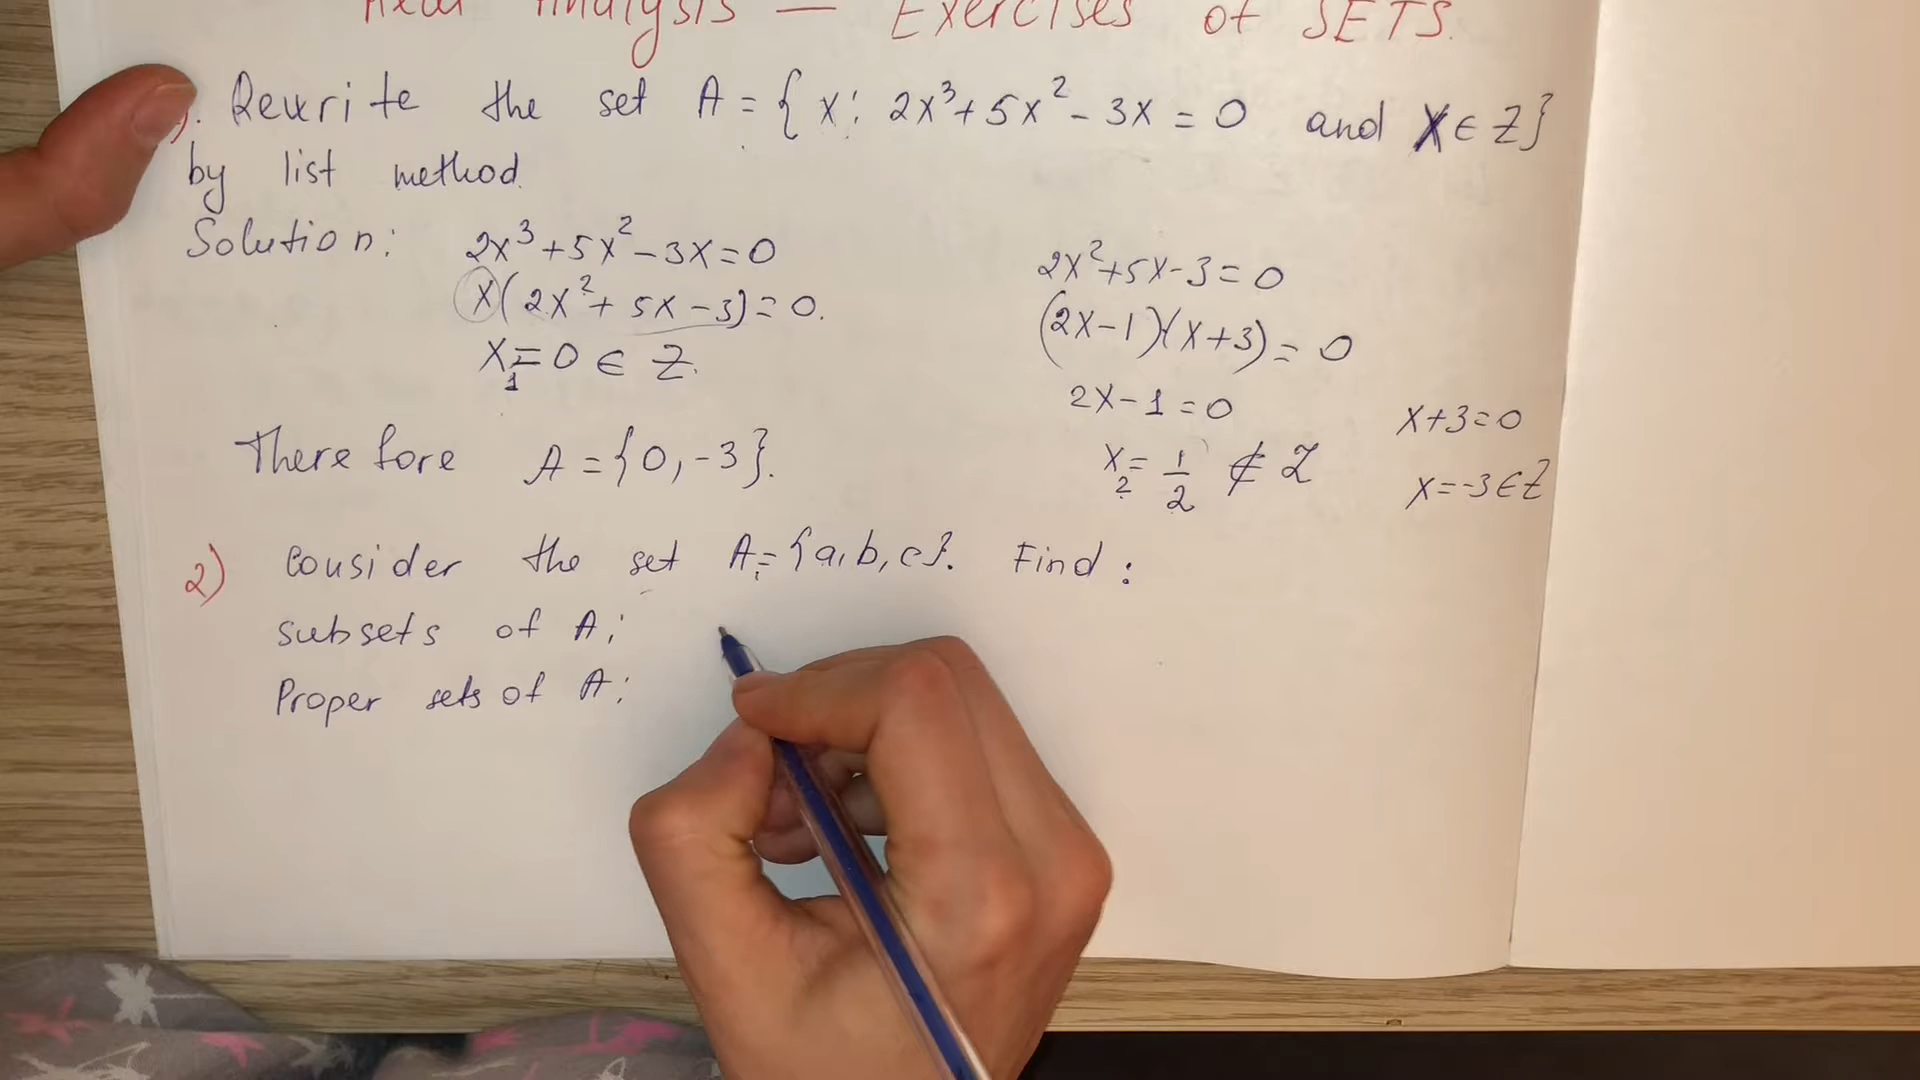 Real Analysis — Exercises of SETS.
). Rewrite the set A = { x: 2x³+5x²-3x = 0 and X ∈ Z}
by list method.
Solution: 2x³+5x²-3x=0
x(2x²+5x-3)=0.
x₁=0 ∈ Z.
2x²+5x-3=0
(2x-1)(x+3)=0
2x-1=0 x+3=0
x₂=1/2 ∉ Z x=-3∈Z
Therefore A={0,-3}.
2) Consider the set A={a,b,c}. Find:
subsets of A;
Proper sets of A: